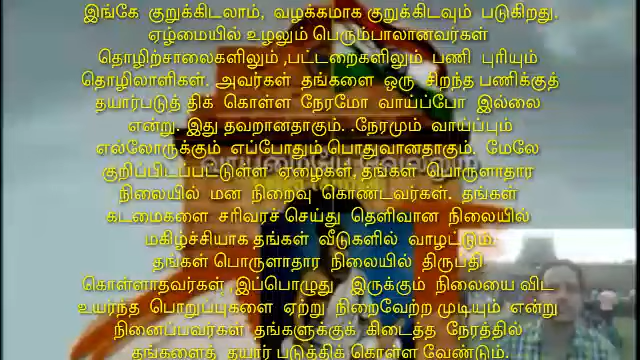 இங்கே குறுக்கிடலாம், வழக்கமாக குறுக்கிடவும் படுகிறது.
ஏழ்மையில் உழலும் பெரும்பாலானவர்கள்
தொழிற்சாலைகளிலும் ,பட்டறைகளிலும் பணி புரியும்
தொழிலாளிகள். அவர்கள் தங்களை ஒரு சிறந்த பணிக்குத்
தயார்படுத் திக் கொள்ள நேரமோ வாய்ப்போ இல்லை
என்று. இது தவறானதாகும். .நேரமும் வாய்ப்பும்
எல்லோருக்கும் எப்போதும் பொதுவானதாகும். மேலே
குறிப்பிடப்பட்டுள்ள ஏழைகள், தங்கள் பொருளாதார
நிலையில் மன நிறைவு கொண்டவர்கள். தங்கள்
கடமைகளை சரிவரச் செய்து தெளிவான நிலையில்
மகிழ்ச்சியாக தங்கள் வீடுகளில் வாழட்டும்.
தங்கள் பொருளாதார நிலையில் திருப்தி
கொள்ளாதவர்கள் ,இப்பொழுது இருக்கும் நிலையை விட
உயர்ந்த பொறுப்புகளை ஏற்று நிறைவேற்ற முடியும் என்று
நினைப்பவர்கள் தங்களுக்குக் கிடைத்த நேரத்தில்
தங்களைத் தயார் படுத்திக் கொள்ள வேண்டும்.